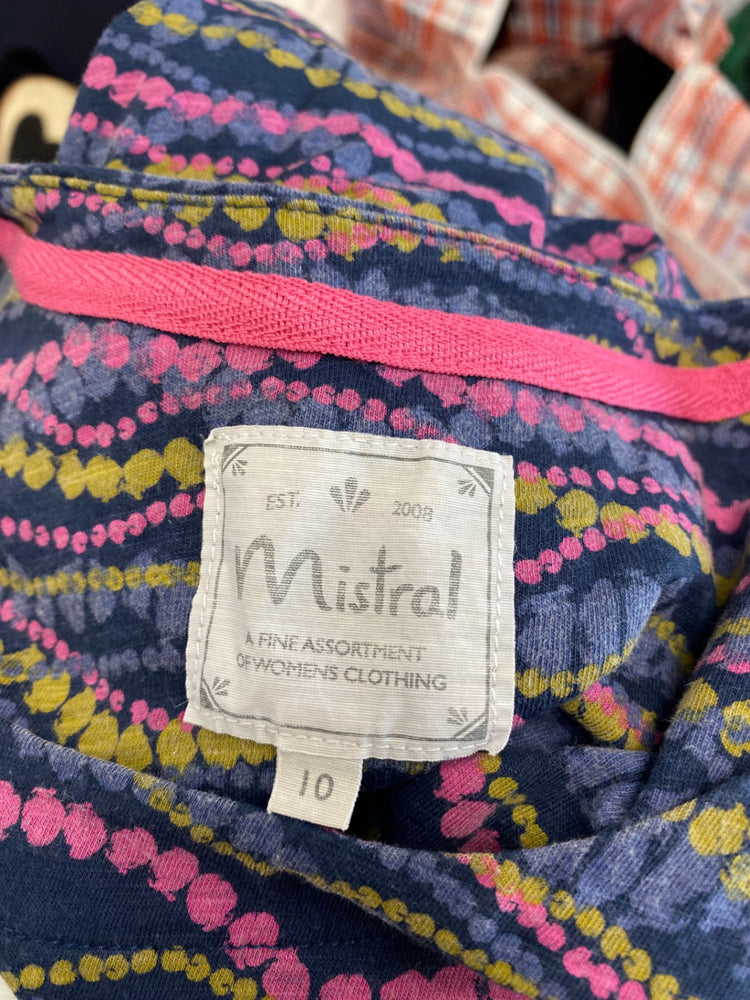 EST. 2008
Mistral
A FINE ASSORTMENT
OF WOMENS CLOTHING
10